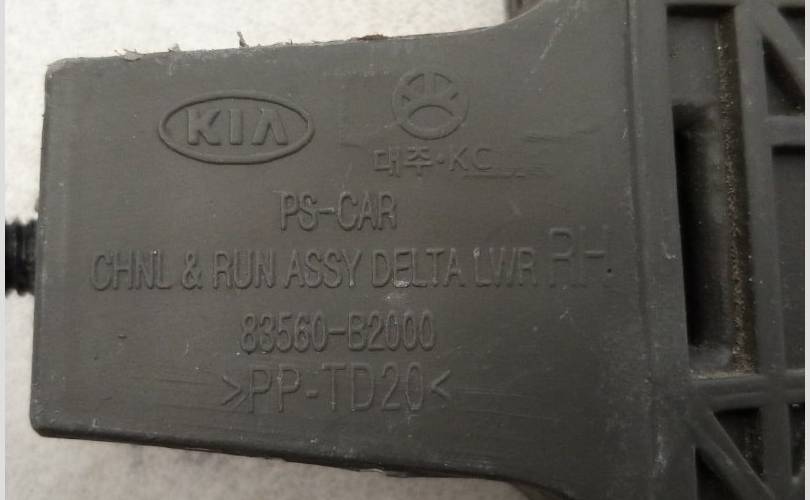 KIA
대주·KC
PS-CAR
CHNL & RUN ASSY DELTA LWR RH
83560-B2000
>PP-TD20<